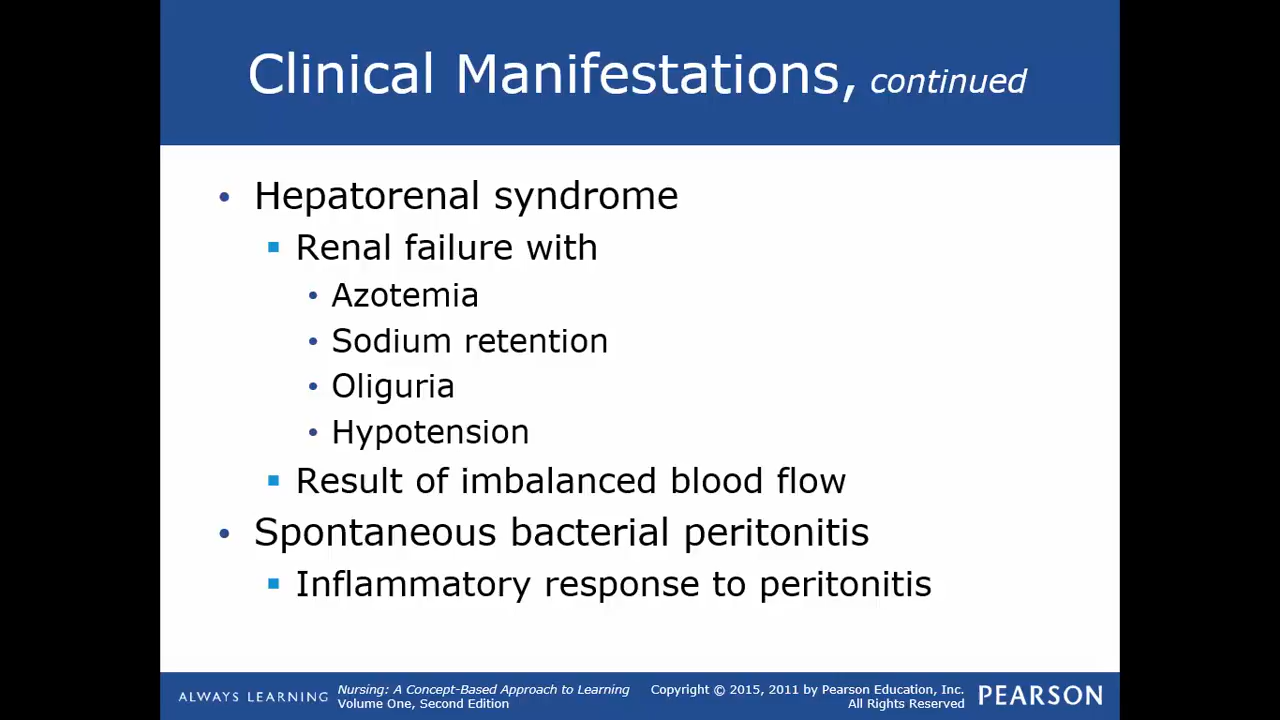 Clinical Manifestations, continued
• Hepatorenal syndrome
▪ Renal failure with
• Azotemia
• Sodium retention
• Oliguria
• Hypotension
▪ Result of imbalanced blood flow
• Spontaneous bacterial peritonitis
▪ Inflammatory response to peritonitis
ALWAYS LEARNING
Nursing: A Concept-Based Approach to Learning
Volume One, Second Edition
Copyright © 2015, 2011 by Pearson Education, Inc.
All Rights Reserved
PEARSON